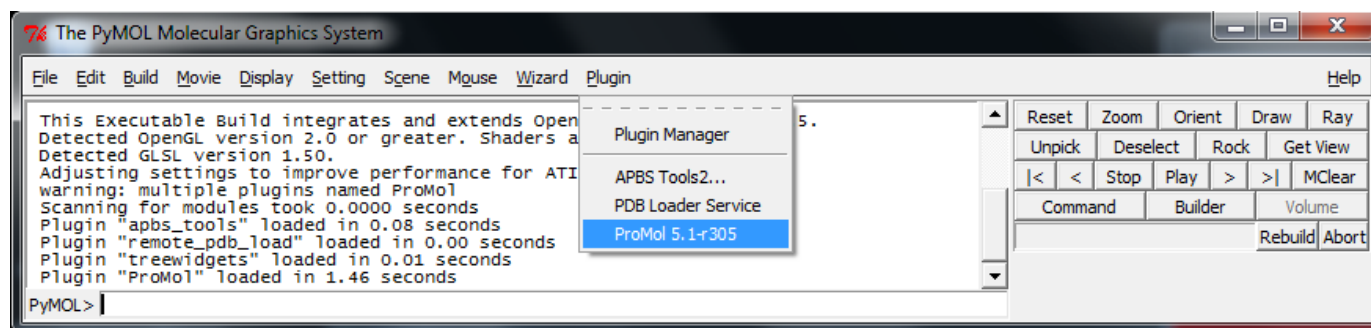 The PyMOL Molecular Graphics System
File Edit Build Movie Display Setting Scene Mouse Wizard Plugin Help
This Executable Build integrates and extends Open 5.
Detected OpenGL version 2.0 or greater. Shaders a
Detected GLSL version 1.50.
Adjusting settings to improve performance for ATI
warning: multiple plugins named ProMol
Scanning for modules took 0.0000 seconds
Plugin "apbs_tools" loaded in 0.08 seconds
Plugin "remote_pdb_load" loaded in 0.00 seconds
Plugin "treewidgets" loaded in 0.01 seconds
Plugin "ProMol" loaded in 1.46 seconds
PyMOL>
Plugin Manager
APBS Tools2...
PDB Loader Service
ProMol 5.1-r305
Reset Zoom Orient Draw Ray
Unpick Deselect Rock Get View
|< < Stop Play > >| MClear
Command Builder Volume
Rebuild Abort